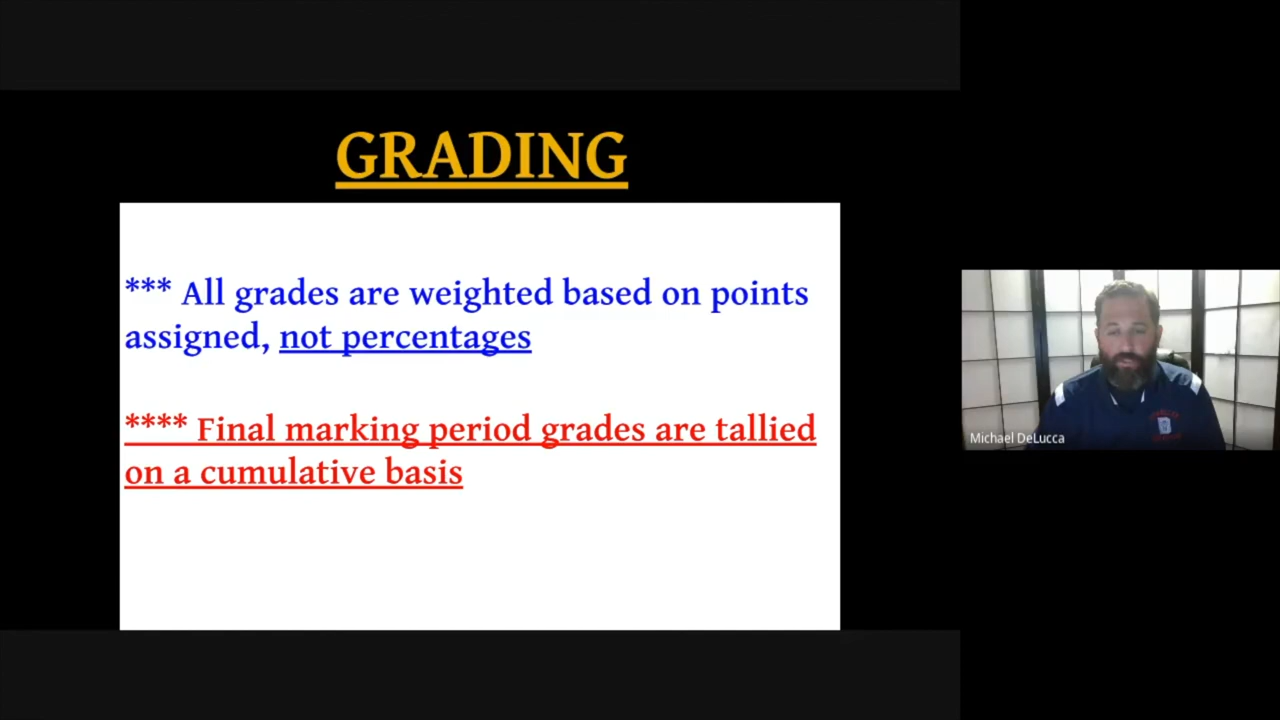 GRADING
*** All grades are weighted based on points
assigned, not percentages
**** Final marking period grades are tallied
on a cumulative basis
Michael DeLucca